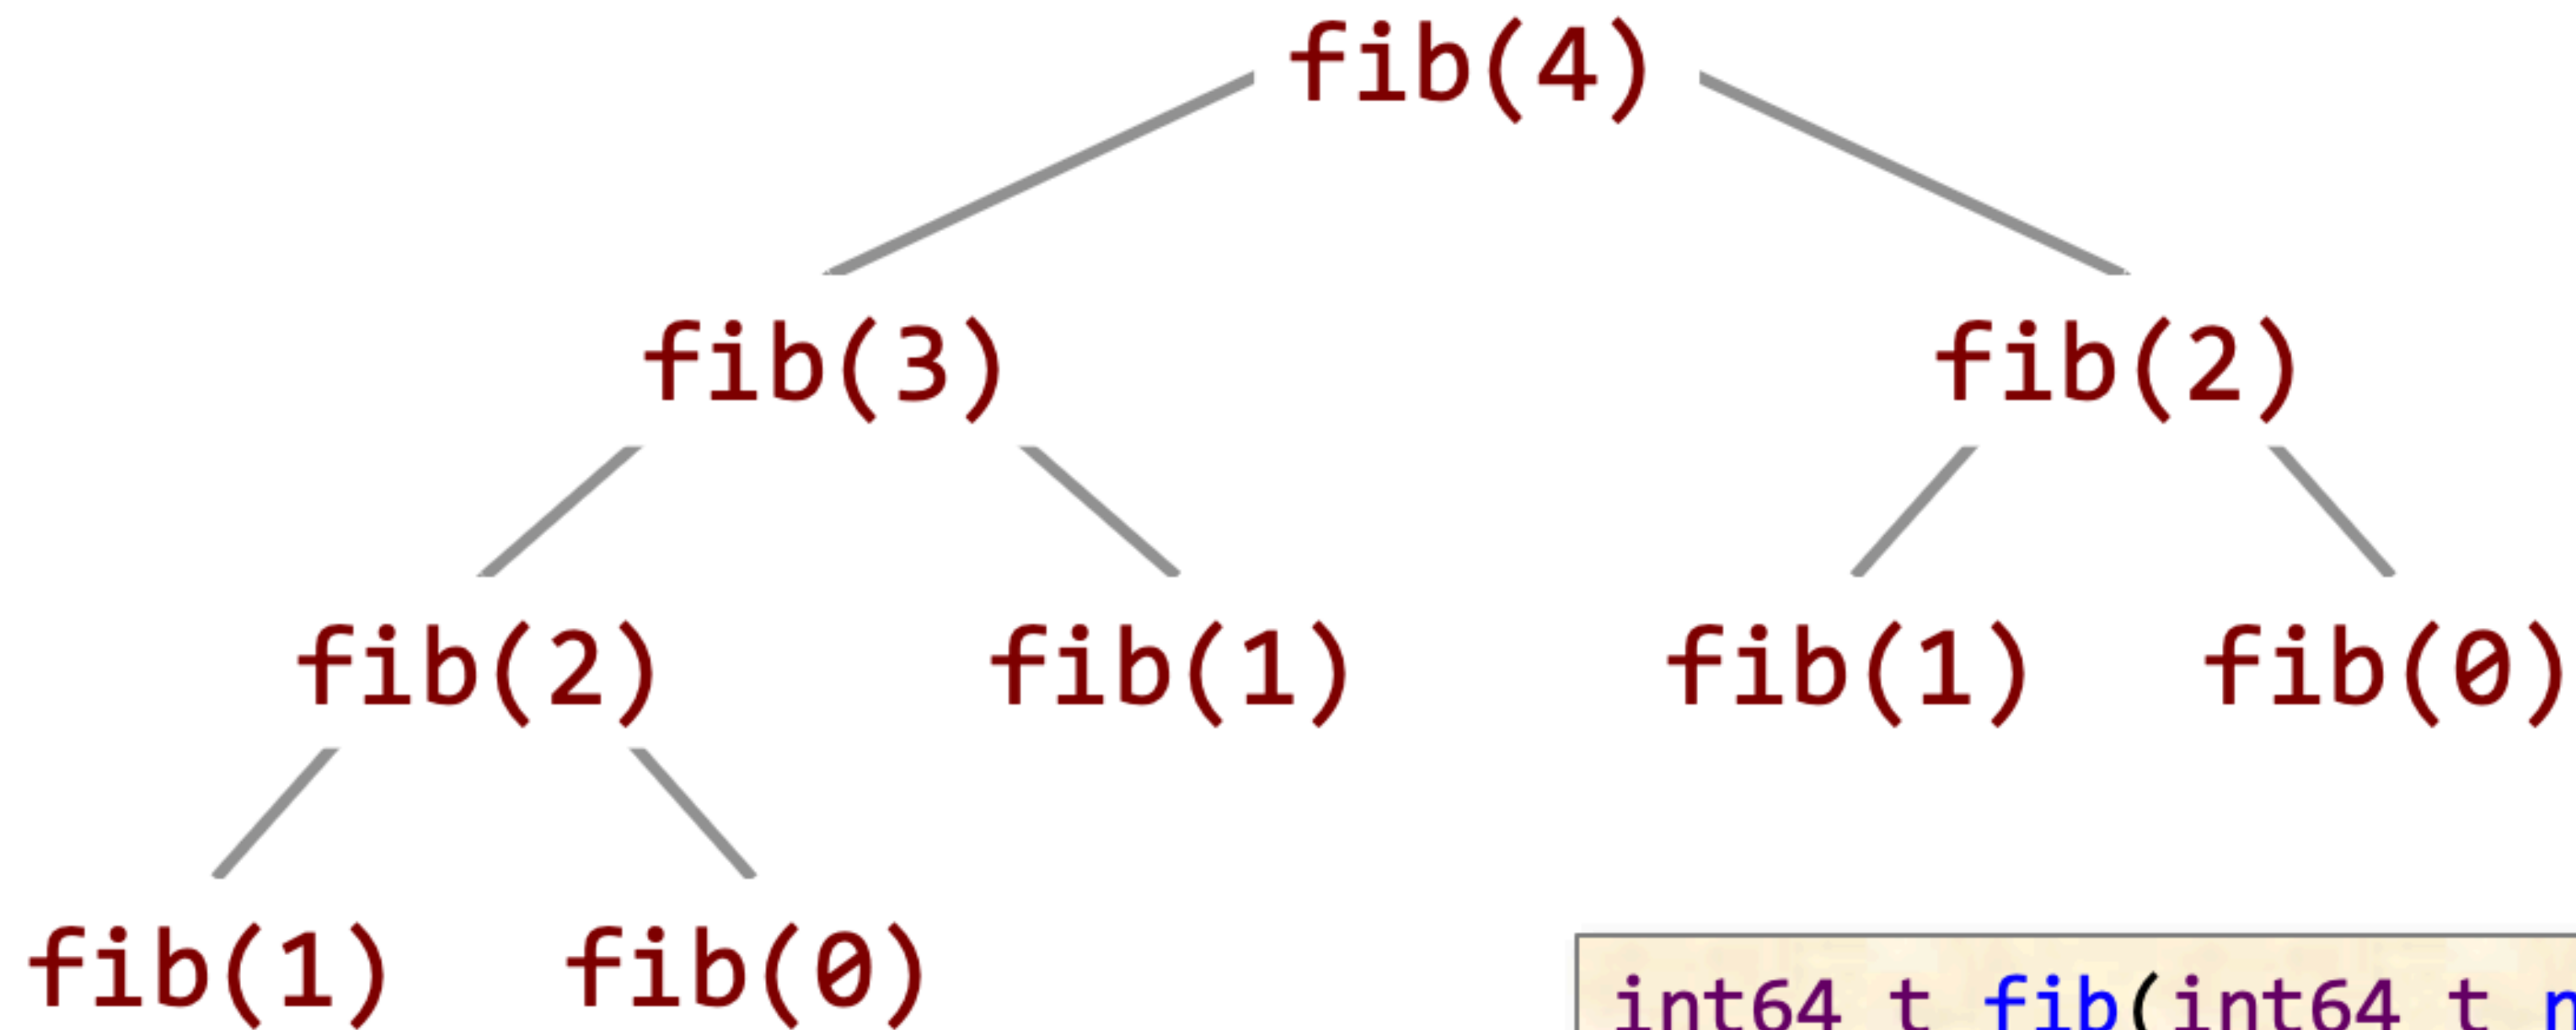 fib(4)
fib(3) fib(2)
fib(2) fib(1) fib(1) fib(0)
fib(1) fib(0)
int64_t fib(int64_t n